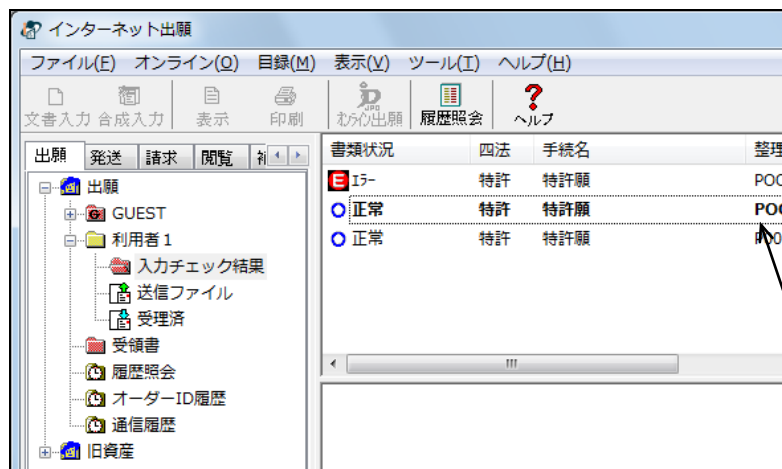 インターネット出願
ファイル(F) オンライン(O) 目録(M) 表示(V) ツール(T) ヘルプ(H)
文書入力 合成入力 表示 印刷 オンライン出願 履歴照会 ヘルプ
出願 発送 請求 閲覧
書類状況 四法 手続名 整理
E エラー 特許 特許願
正常 特許 特許願
正常 特許 特許願
出願
GUEST
利用者1
入力チェック結果
送信ファイル
受理済
受領書
履歴照会
オーダーID履歴
通信履歴
旧資産